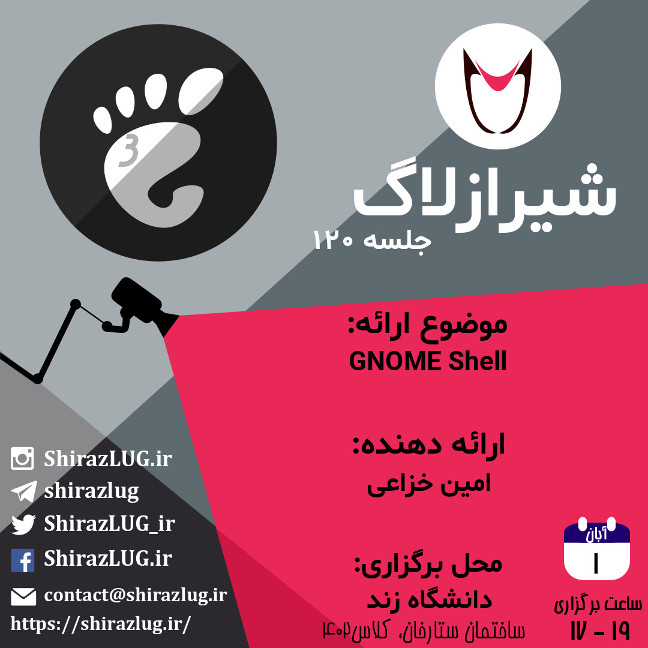 3
شیرازلاگ
جلسه ۱۲۰
موضوع ارائه:
GNOME Shell
ارائه دهنده:
امین خزاعی
محل برگزاری:
دانشگاه زند
ساختمان ستارخان، کلاس ۴۰۲
آبان
۱
ساعت برگزاری
۱۷ - ۱۹
ShirazLUG.ir
shirazlug
ShirazLUG_ir
ShirazLUG.ir
contact@shirazlug.ir
https://shirazlug.ir/